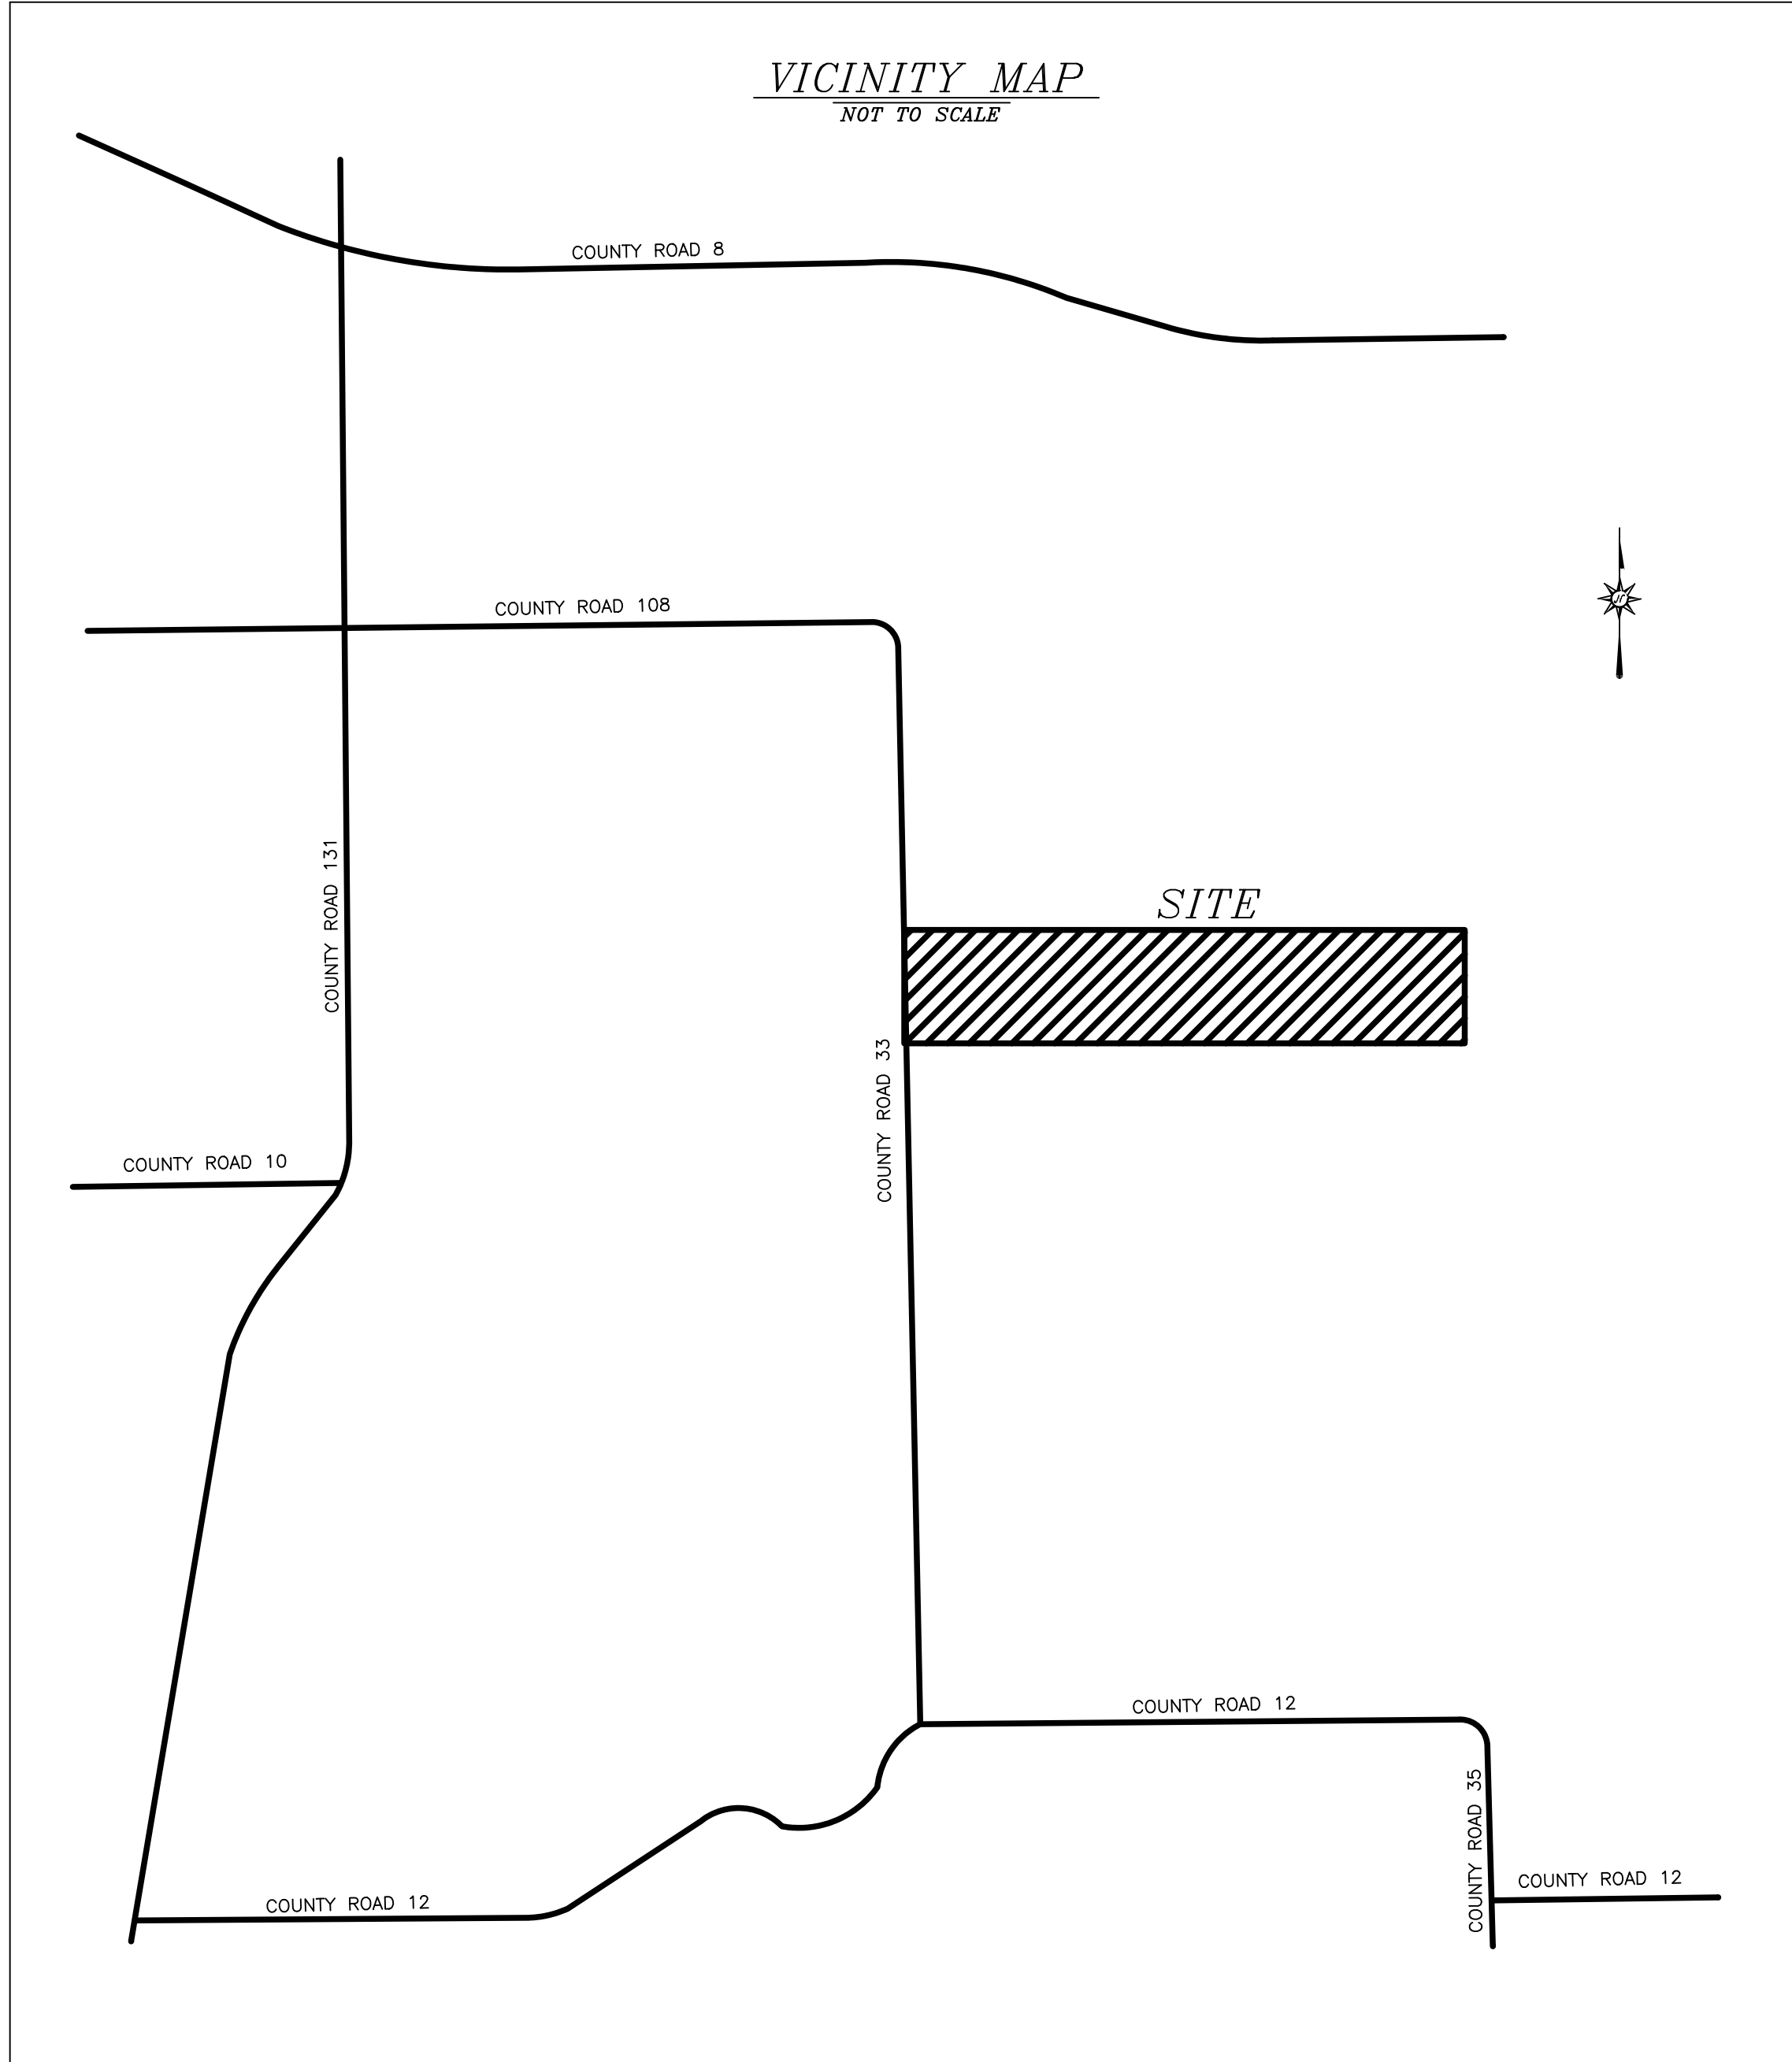 VICINITY MAP
NOT TO SCALE
COUNTY ROAD 8
COUNTY ROAD 108
N
COUNTY ROAD 131
SITE
COUNTY ROAD 33
COUNTY ROAD 10
COUNTY ROAD 12
COUNTY ROAD 35
COUNTY ROAD 12
COUNTY ROAD 12